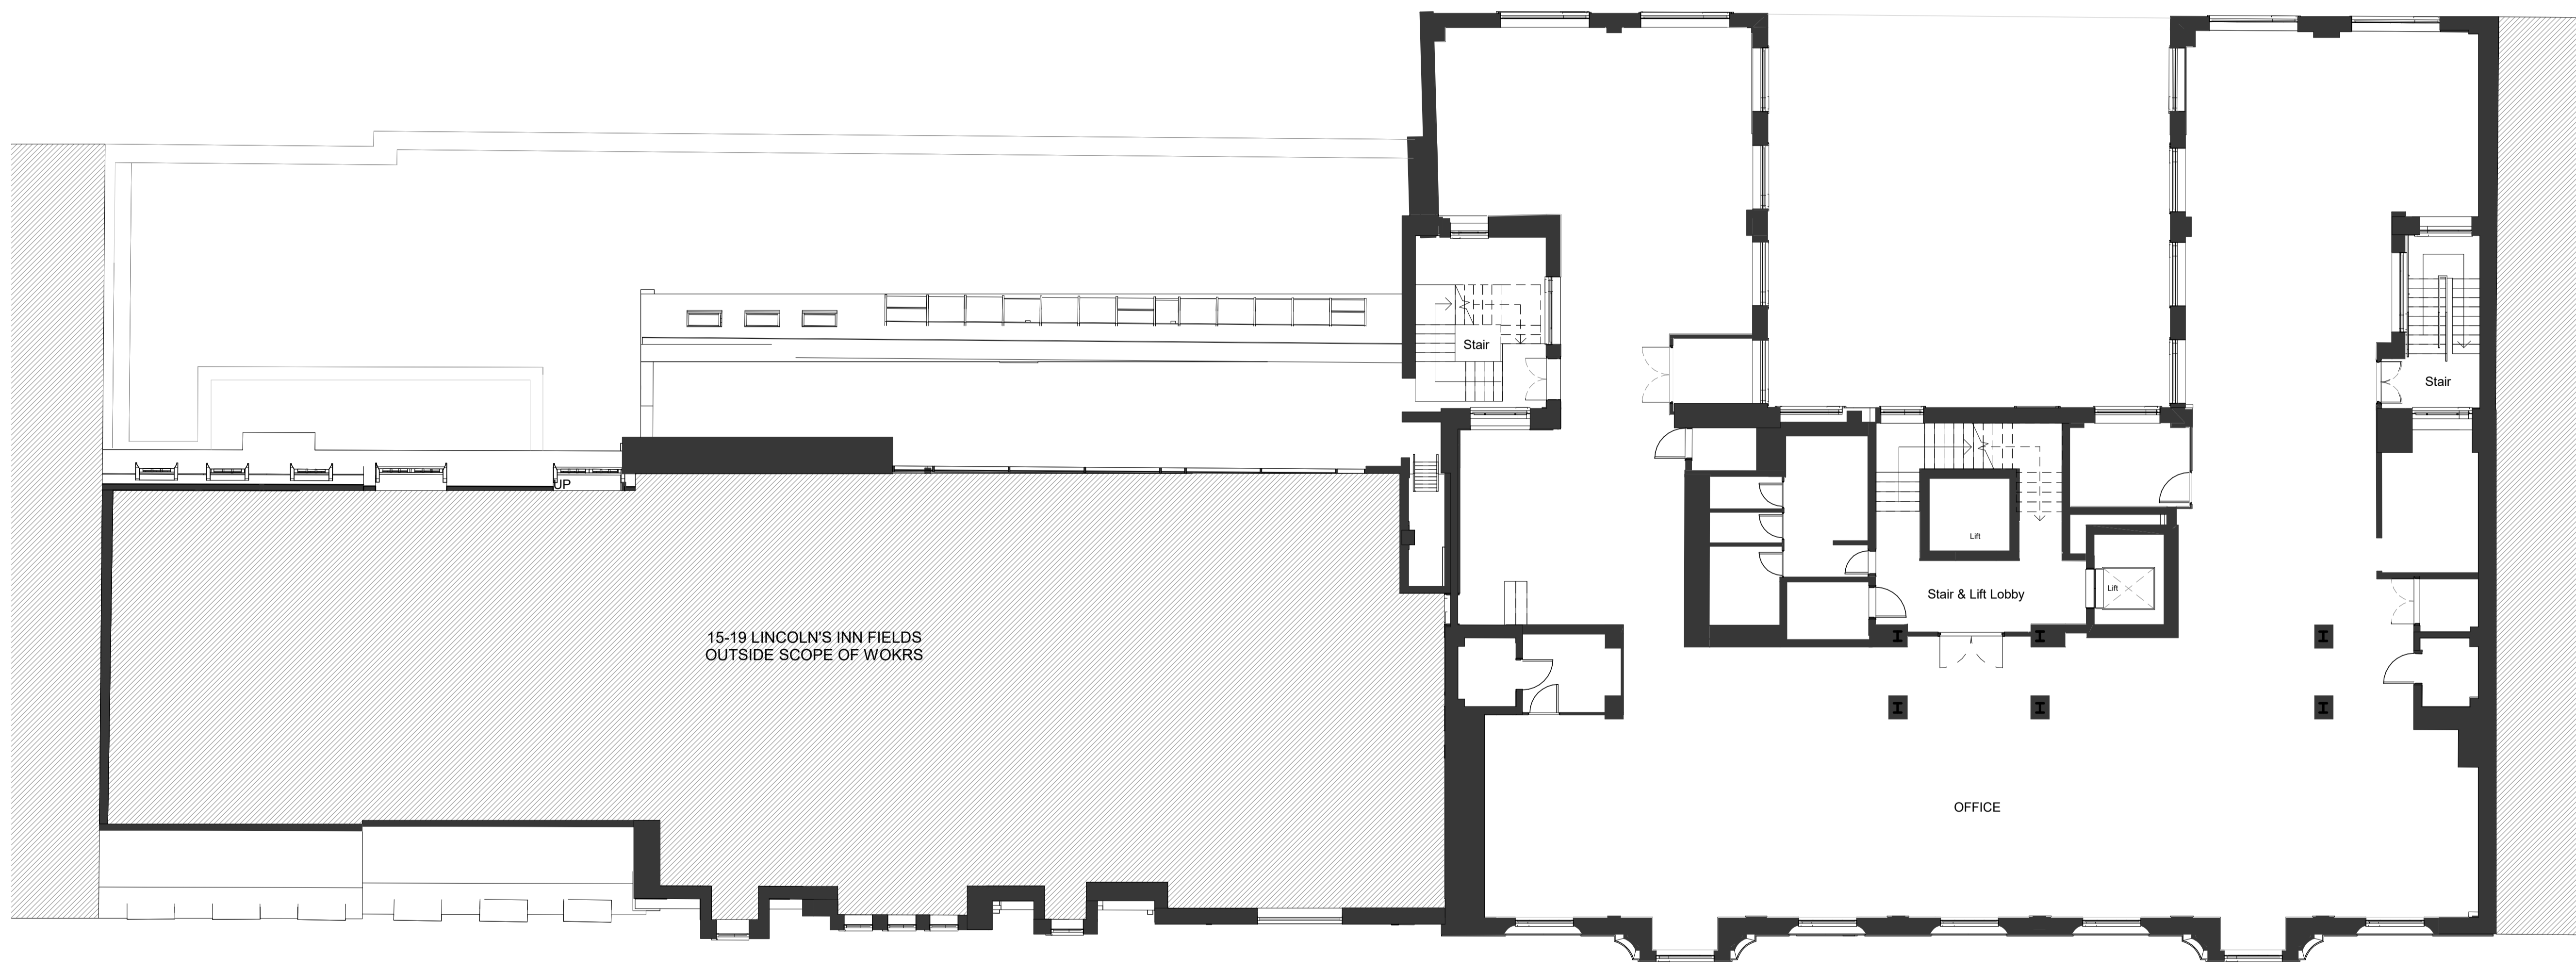 Stair
Stair
UP
Lift
Lift
Stair & Lift Lobby
15-19 LINCOLN'S INN FIELDS
OUTSIDE SCOPE OF WOKRS
OFFICE